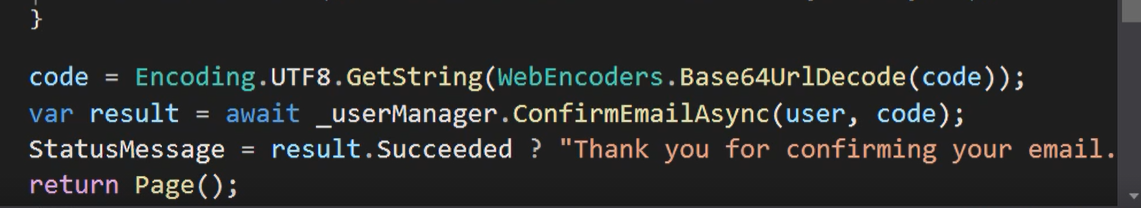 }
code = Encoding.UTF8.GetString(WebEncoders.Base64UrlDecode(code));
var result = await _userManager.ConfirmEmailAsync(user, code);
StatusMessage = result.Succeeded ? "Thank you for confirming your email.
return Page();